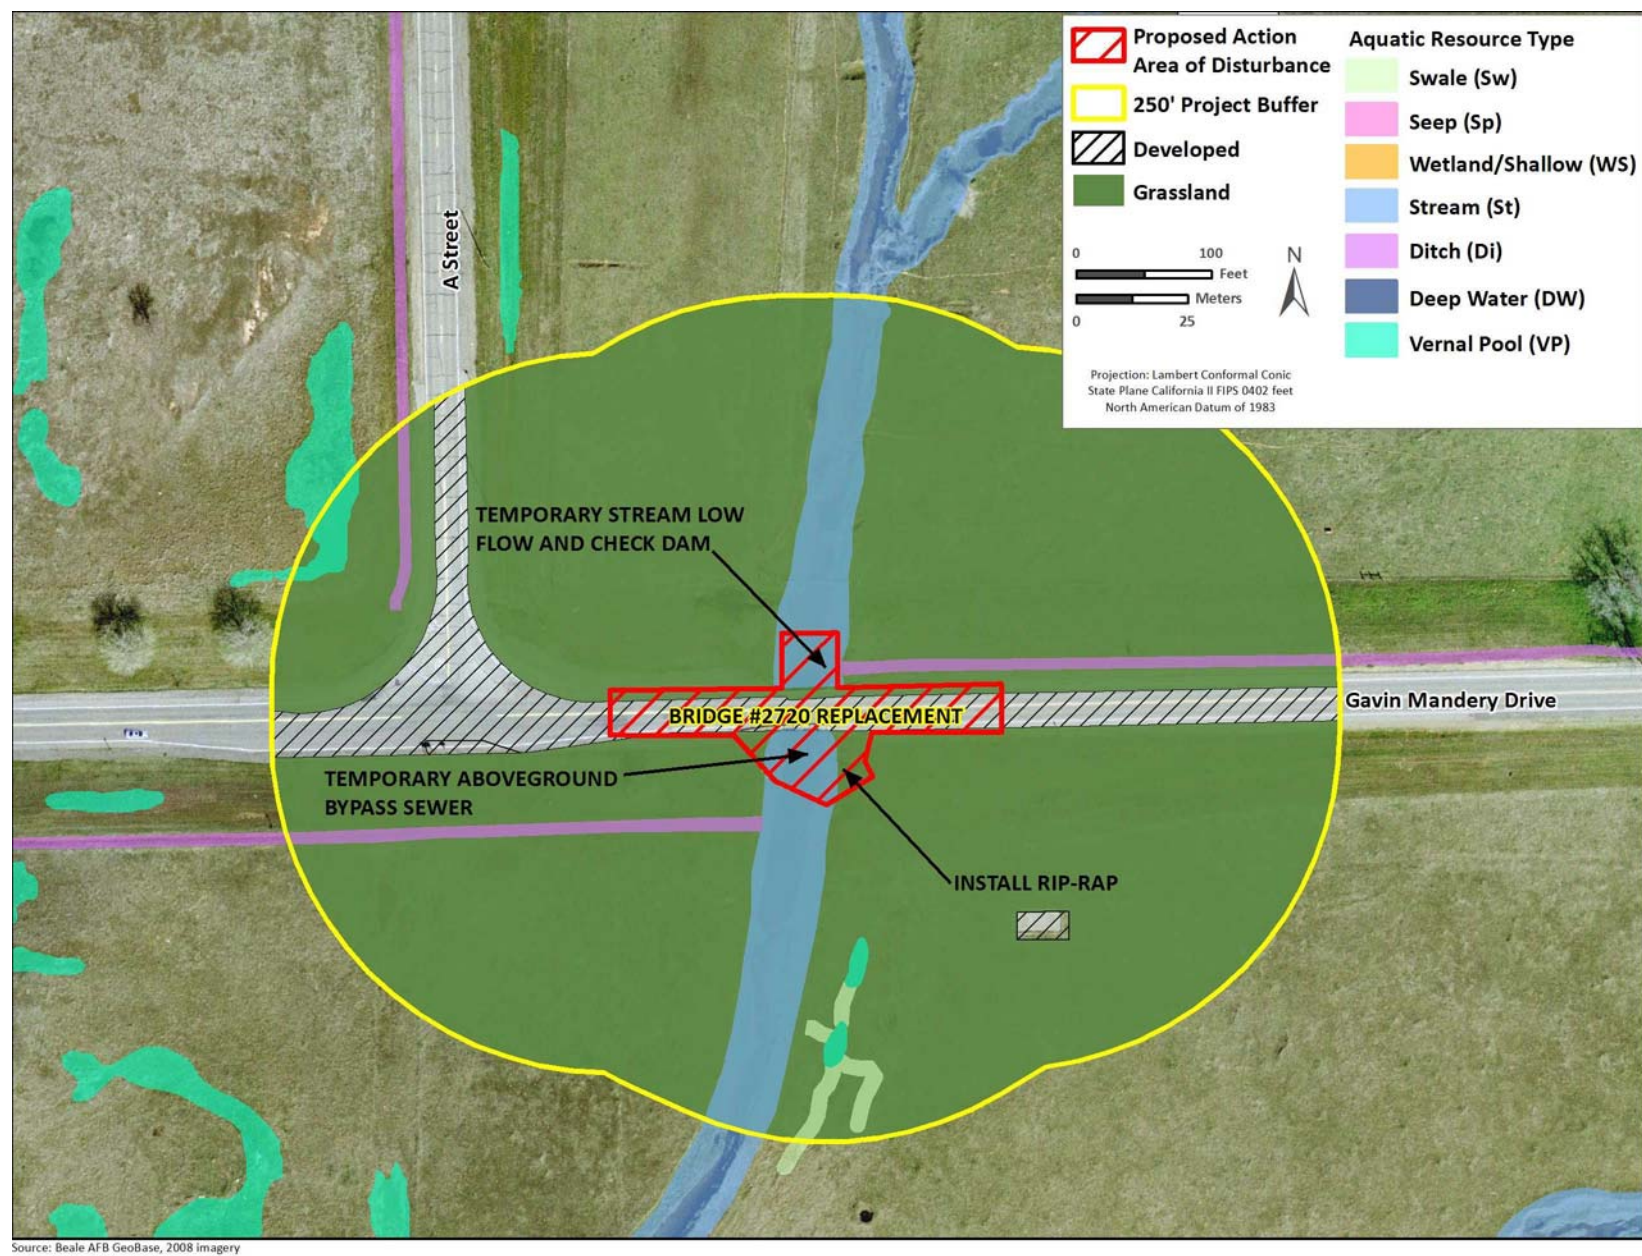 Proposed Action
Area of Disturbance
250' Project Buffer
Developed
Grassland
Aquatic Resource Type
Swale (Sw)
Seep (Sp)
Wetland/Shallow (WS)
Stream (St)
Ditch (Di)
Deep Water (DW)
Vernal Pool (VP)
0 100
Feet
Meters
0 25
N
Projection: Lambert Conformal Conic
State Plane California II FIPS 0402 feet
North American Datum of 1983
A Street
TEMPORARY STREAM LOW
FLOW AND CHECK DAM
BRIDGE #2720 REPLACEMENT
Gavin Mandery Drive
TEMPORARY ABOVEGROUND
BYPASS SEWER
INSTALL RIP-RAP
Source: Beale AFB GeoBase, 2008 imagery